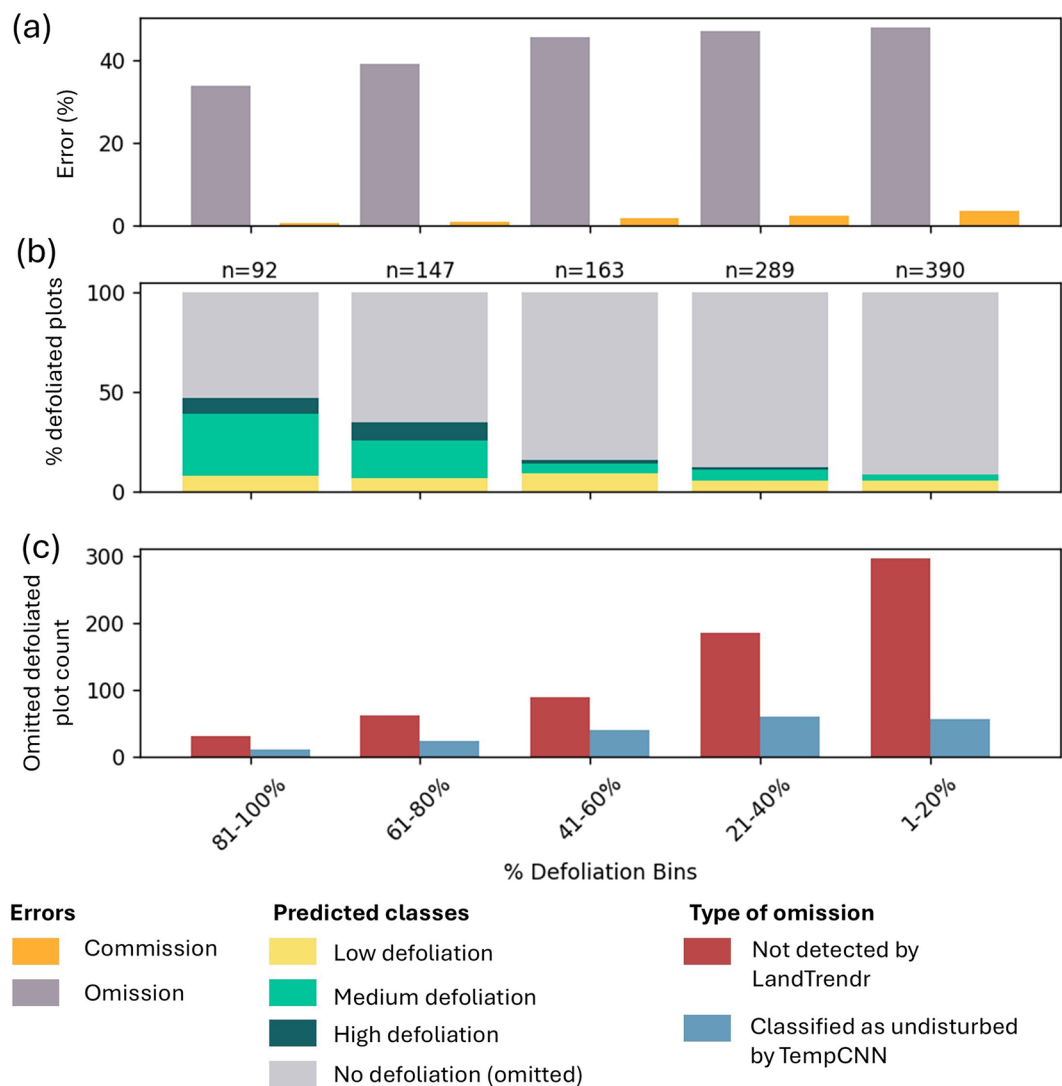 (a)
Error (%)
40
20
0
(b)
% defoliated plots
n=92 n=147 n=163 n=289 n=390
100
50
0
(c)
Omitted defoliated
plot count
300
200
100
0
81-100% 61-80% 41-60% 21-40% 1-20%
% Defoliation Bins
Errors
Commission
Omission
Predicted classes
Low defoliation
Medium defoliation
High defoliation
No defoliation (omitted)
Type of omission
Not detected by
LandTrendr
Classified as undisturbed
by TempCNN